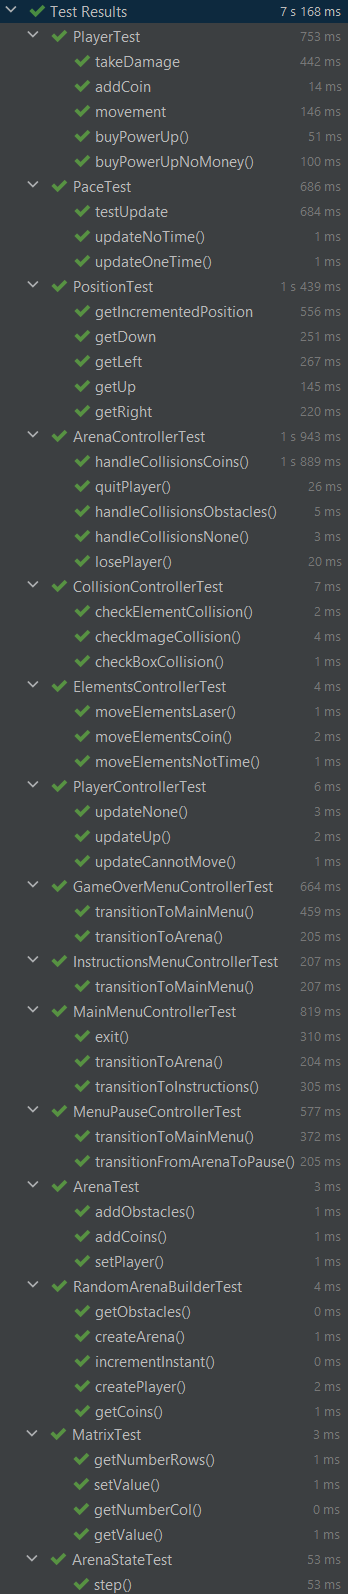 Test Results 7 s 168 ms
PlayerTest 753 ms
takeDamage 442 ms
addCoin 14 ms
movement 146 ms
buyPowerUp() 51 ms
buyPowerUpNoMoney() 100 ms
PaceTest 686 ms
testUpdate 684 ms
updateNoTime() 1 ms
updateOneTime() 1 ms
PositionTest 1 s 439 ms
getIncrementedPosition 556 ms
getDown 251 ms
getLeft 267 ms
getUp 145 ms
getRight 220 ms
ArenaControllerTest 1 s 943 ms
handleCollisionsCoins() 1 s 889 ms
quitPlayer() 26 ms
handleCollisionsObstacles() 5 ms
handleCollisionsNone() 3 ms
losePlayer() 20 ms
CollisionControllerTest 7 ms
checkElementCollision() 2 ms
checkImageCollision() 4 ms
checkBoxCollision() 1 ms
ElementsControllerTest 4 ms
moveElementsLaser() 1 ms
moveElementsCoin() 2 ms
moveElementsNotTime() 1 ms
PlayerControllerTest 6 ms
updateNone() 3 ms
updateUp() 2 ms
updateCannotMove() 1 ms
GameOverMenuControllerTest 664 ms
transitionToMainMenu() 459 ms
transitionToArena() 205 ms
InstructionsMenuControllerTest 207 ms
transitionToMainMenu() 207 ms
MainMenuControllerTest 819 ms
exit() 310 ms
transitionToArena() 204 ms
transitionToInstructions() 305 ms
MenuPauseControllerTest 577 ms
transitionToMainMenu() 372 ms
transitionFromArenaToPause() 205 ms
ArenaTest 3 ms
addObstacles() 1 ms
addCoins() 1 ms
setPlayer() 1 ms
RandomArenaBuilderTest 4 ms
getObstacles() 0 ms
createArena() 1 ms
incrementInstant() 0 ms
createPlayer() 2 ms
getCoins() 1 ms
MatrixTest 3 ms
getNumberRows() 1 ms
setValue() 1 ms
getNumberCol() 0 ms
getValue() 1 ms
ArenaStateTest 53 ms
step() 53 ms